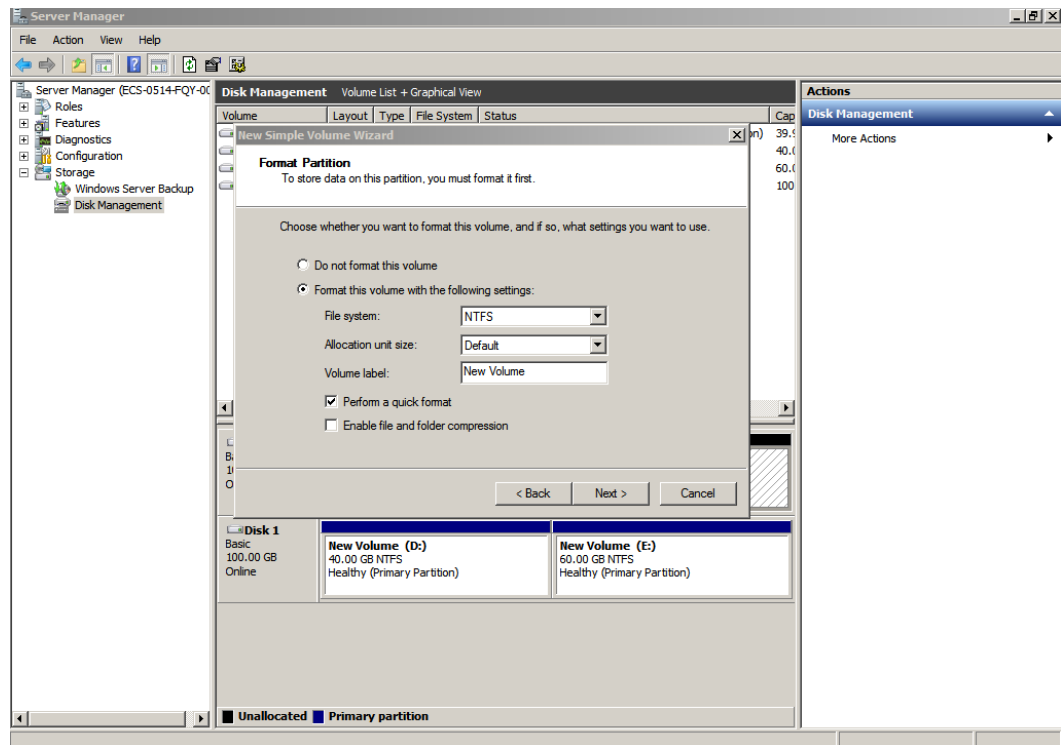 Server Manager
File Action View Help
Server Manager (ECS-0514-FQY-00
Roles
Features
Diagnostics
Configuration
Storage
Windows Server Backup
Disk Management
Disk Management Volume List + Graphical View
Volume Layout Type File System Status Cap
39.9
40.0
60.0
100
New Simple Volume Wizard
Format Partition
To store data on this partition, you must format it first.
Choose whether you want to format this volume, and if so, what settings you want to use.
Do not format this volume
Format this volume with the following settings:
File system: NTFS
Allocation unit size: Default
Volume label: New Volume
Perform a quick format
Enable file and folder compression
< Back Next > Cancel
Disk 1
Basic
100.00 GB
Online
New Volume (D:)
40.00 GB NTFS
Healthy (Primary Partition)
New Volume (E:)
60.00 GB NTFS
Healthy (Primary Partition)
Unallocated Primary partition
Actions
Disk Management
More Actions